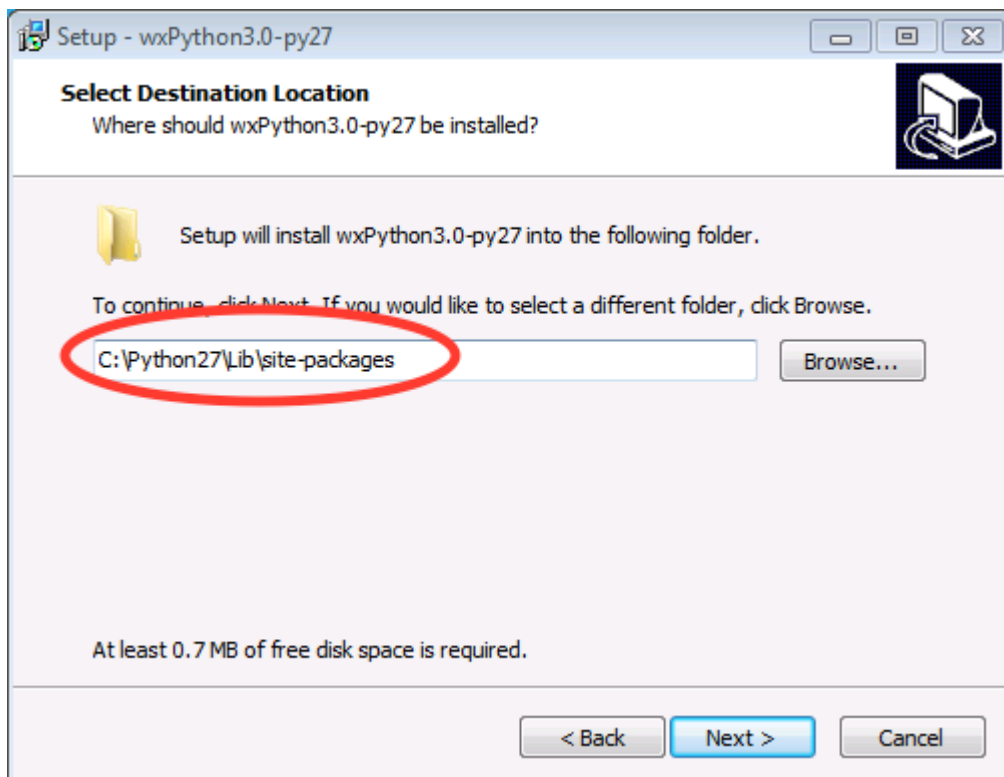 Setup - wxPython3.0-py27
Select Destination Location
Where should wxPython3.0-py27 be installed?
Setup will install wxPython3.0-py27 into the following folder.
To continue, click Next. If you would like to select a different folder, click Browse.
C:\Python27\Lib\site-packages
Browse...
At least 0.7 MB of free disk space is required.
< Back
Next >
Cancel